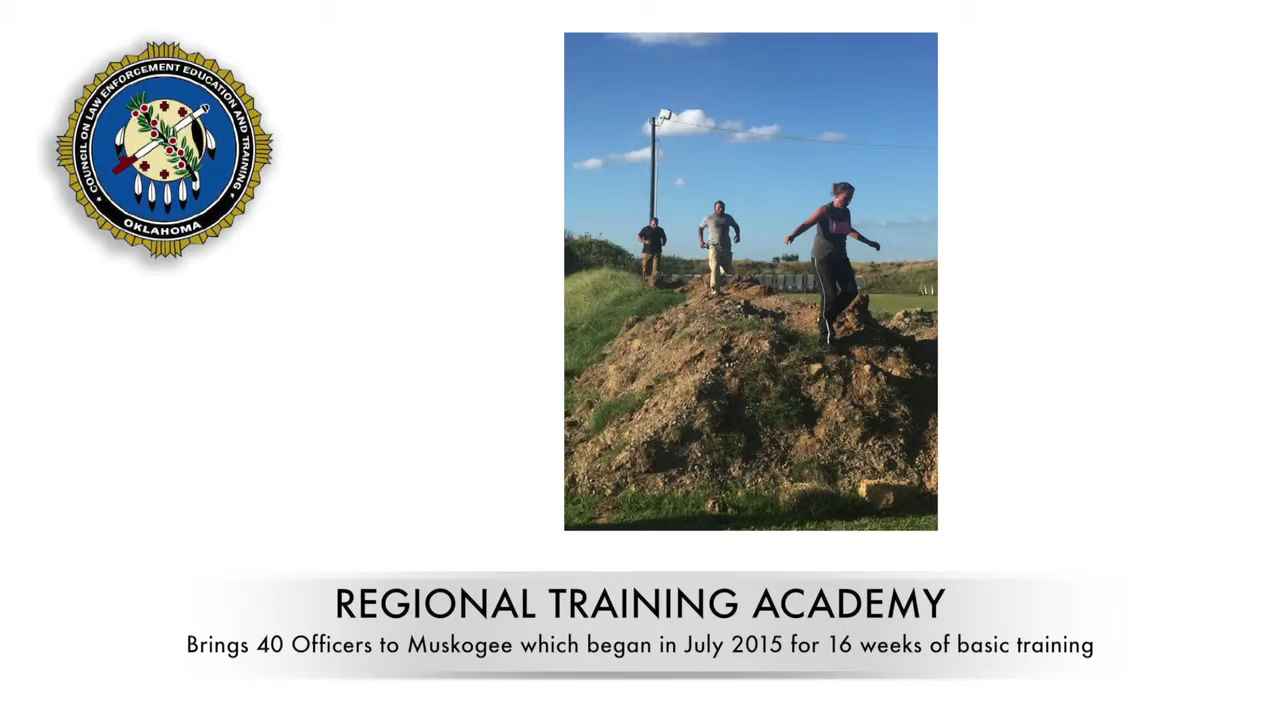 COUNCIL ON LAW ENFORCEMENT EDUCATION AND TRAINING
OKLAHOMA
REGIONAL TRAINING ACADEMY
Brings 40 Officers to Muskogee which began in July 2015 for 16 weeks of basic training